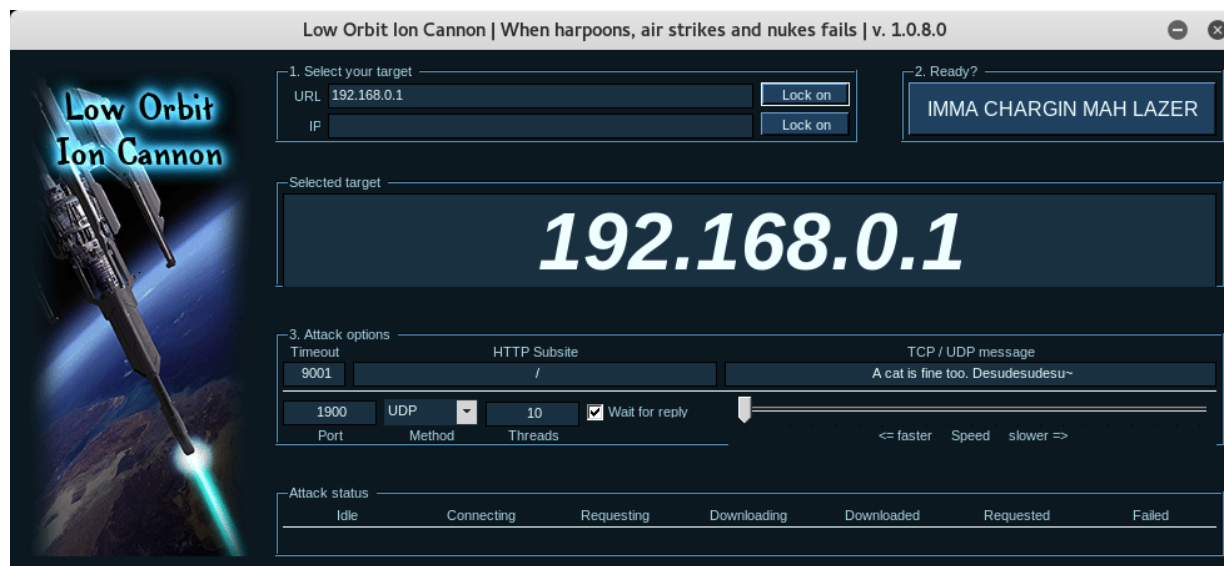 Low Orbit Ion Cannon | When harpoons, air strikes and nukes fails | v. 1.0.8.0
Low Orbit
Ion Cannon
1. Select your target
URL 192.168.0.1 Lock on
IP Lock on
2. Ready?
IMMA CHARGIN MAH LAZER
Selected target
192.168.0.1
3. Attack options
Timeout HTTP Subsite TCP / UDP message
9001 / A cat is fine too. Desudesudesu~
1900 UDP 10 Wait for reply
Port Method Threads <= faster Speed slower =>
Attack status
Idle Connecting Requesting Downloading Downloaded Requested Failed